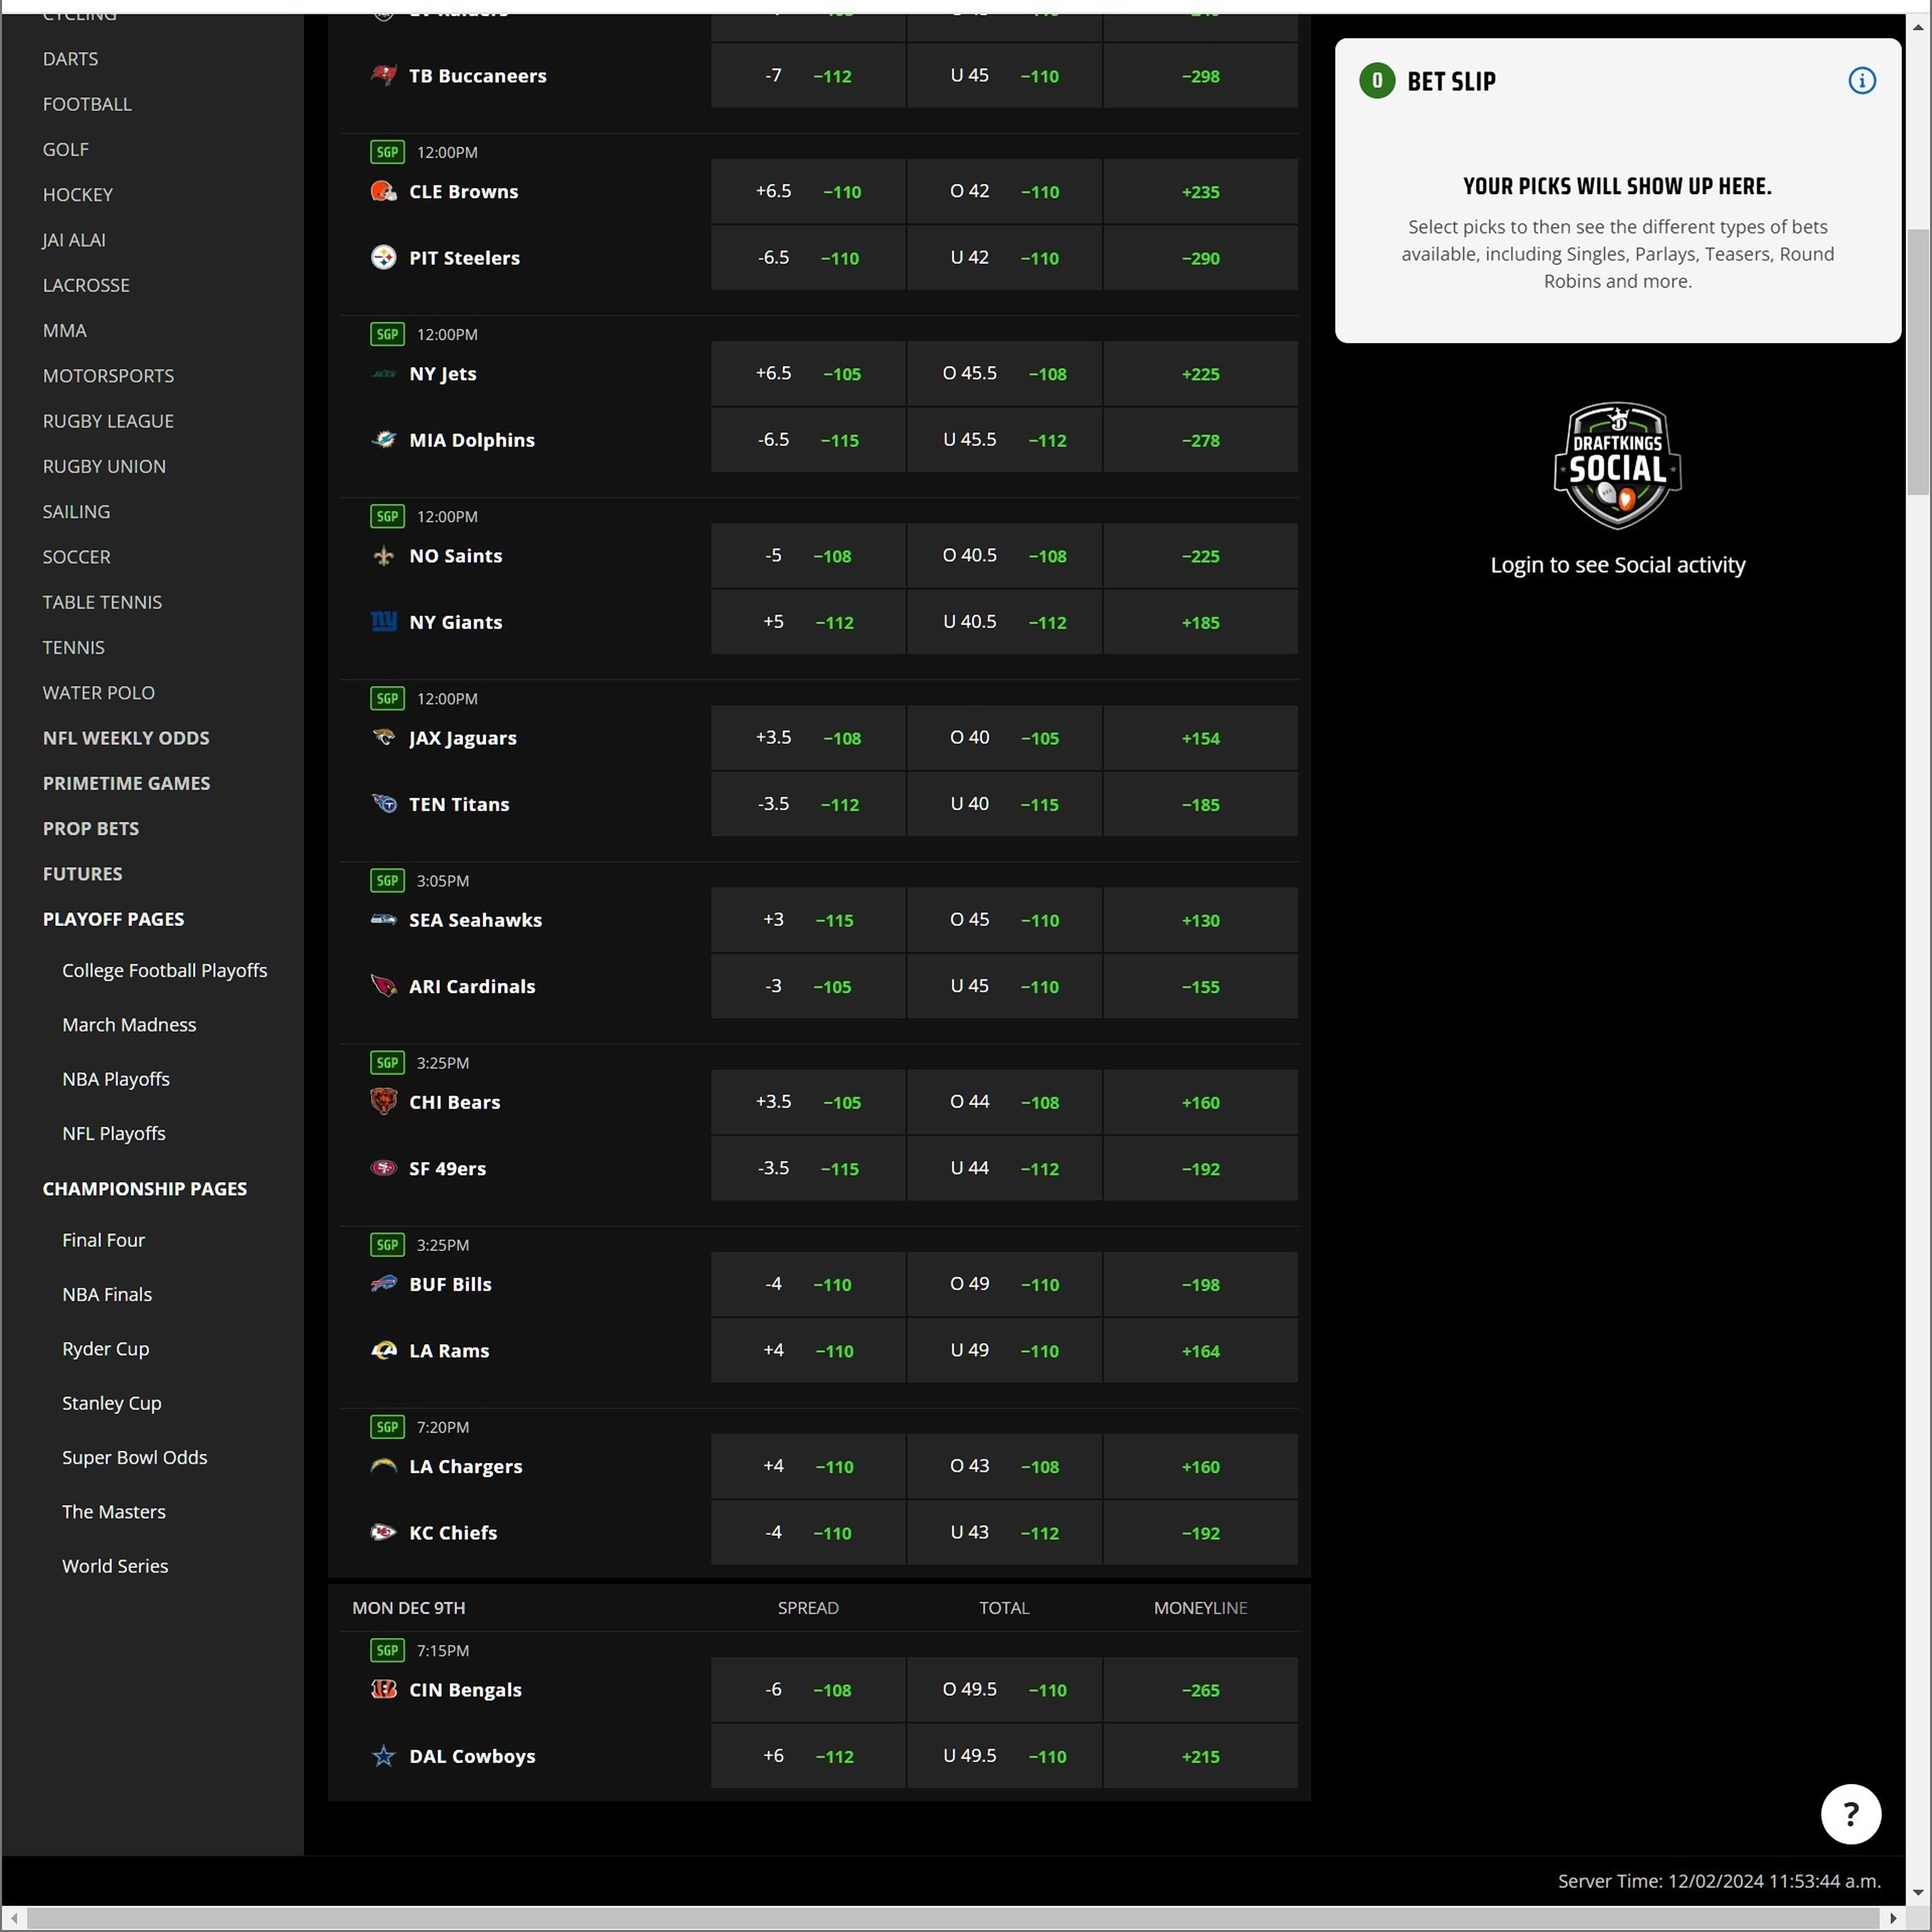 CYCLING
DARTS
FOOTBALL
GOLF
HOCKEY
JAI ALAI
LACROSSE
MMA
MOTORSPORTS
RUGBY LEAGUE
RUGBY UNION
SAILING
SOCCER
TABLE TENNIS
TENNIS
WATER POLO
NFL WEEKLY ODDS
PRIMETIME GAMES
PROP BETS
FUTURES
PLAYOFF PAGES
College Football Playoffs
March Madness
NBA Playoffs
NFL Playoffs
CHAMPIONSHIP PAGES
Final Four
NBA Finals
Ryder Cup
Stanley Cup
Super Bowl Odds
The Masters
World Series
Raiders
TB Buccaneers -7 −112 U 45 −110 −298
SGP 12:00PM
CLE Browns +6.5 −110 O 42 −110 +235
PIT Steelers -6.5 −110 U 42 −110 −290
SGP 12:00PM
NY Jets +6.5 −105 O 45.5 −108 +225
MIA Dolphins -6.5 −115 U 45.5 −112 −278
SGP 12:00PM
NO Saints -5 −108 O 40.5 −108 −225
NY Giants +5 −112 U 40.5 −112 +185
SGP 12:00PM
JAX Jaguars +3.5 −108 O 40 −105 +154
TEN Titans -3.5 −112 U 40 −115 −185
SGP 3:05PM
SEA Seahawks +3 −115 O 45 −110 +130
ARI Cardinals -3 −105 U 45 −110 −155
SGP 3:25PM
CHI Bears +3.5 −105 O 44 −108 +160
SF 49ers -3.5 −115 U 44 −112 −192
SGP 3:25PM
BUF Bills -4 −110 O 49 −110 −198
LA Rams +4 −110 U 49 −110 +164
SGP 7:20PM
LA Chargers +4 −110 O 43 −108 +160
KC Chiefs -4 −110 U 43 −112 −192
MON DEC 9TH SPREAD TOTAL MONEYLINE
SGP 7:15PM
CIN Bengals -6 −108 O 49.5 −110 −265
DAL Cowboys +6 −112 U 49.5 −110 +215
0 BET SLIP
YOUR PICKS WILL SHOW UP HERE.
Select picks to then see the different types of bets
available, including Singles, Parlays, Teasers, Round
Robins and more.
DRAFTKINGS
SOCIAL
Login to see Social activity
?
Server Time: 12/02/2024 11:53:44 a.m.